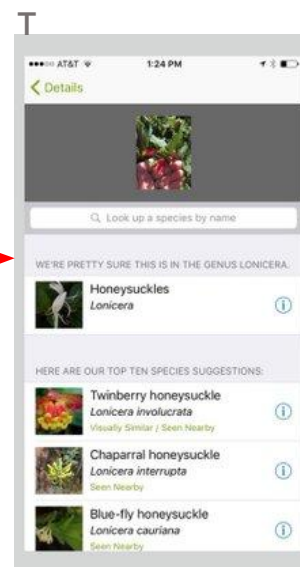 T
AT&T 1:24 PM
Details
Look up a species by name
WE'RE PRETTY SURE THIS IS IN THE GENUS LONICERA.
Honeysuckles
Lonicera
HERE ARE OUR TOP TEN SPECIES SUGGESTIONS:
Twinberry honeysuckle
Lonicera involucrata
Visually Similar / Seen Nearby
Chaparral honeysuckle
Lonicera interrupta
Seen Nearby
Blue-fly honeysuckle
Lonicera cauriana
Seen Nearby